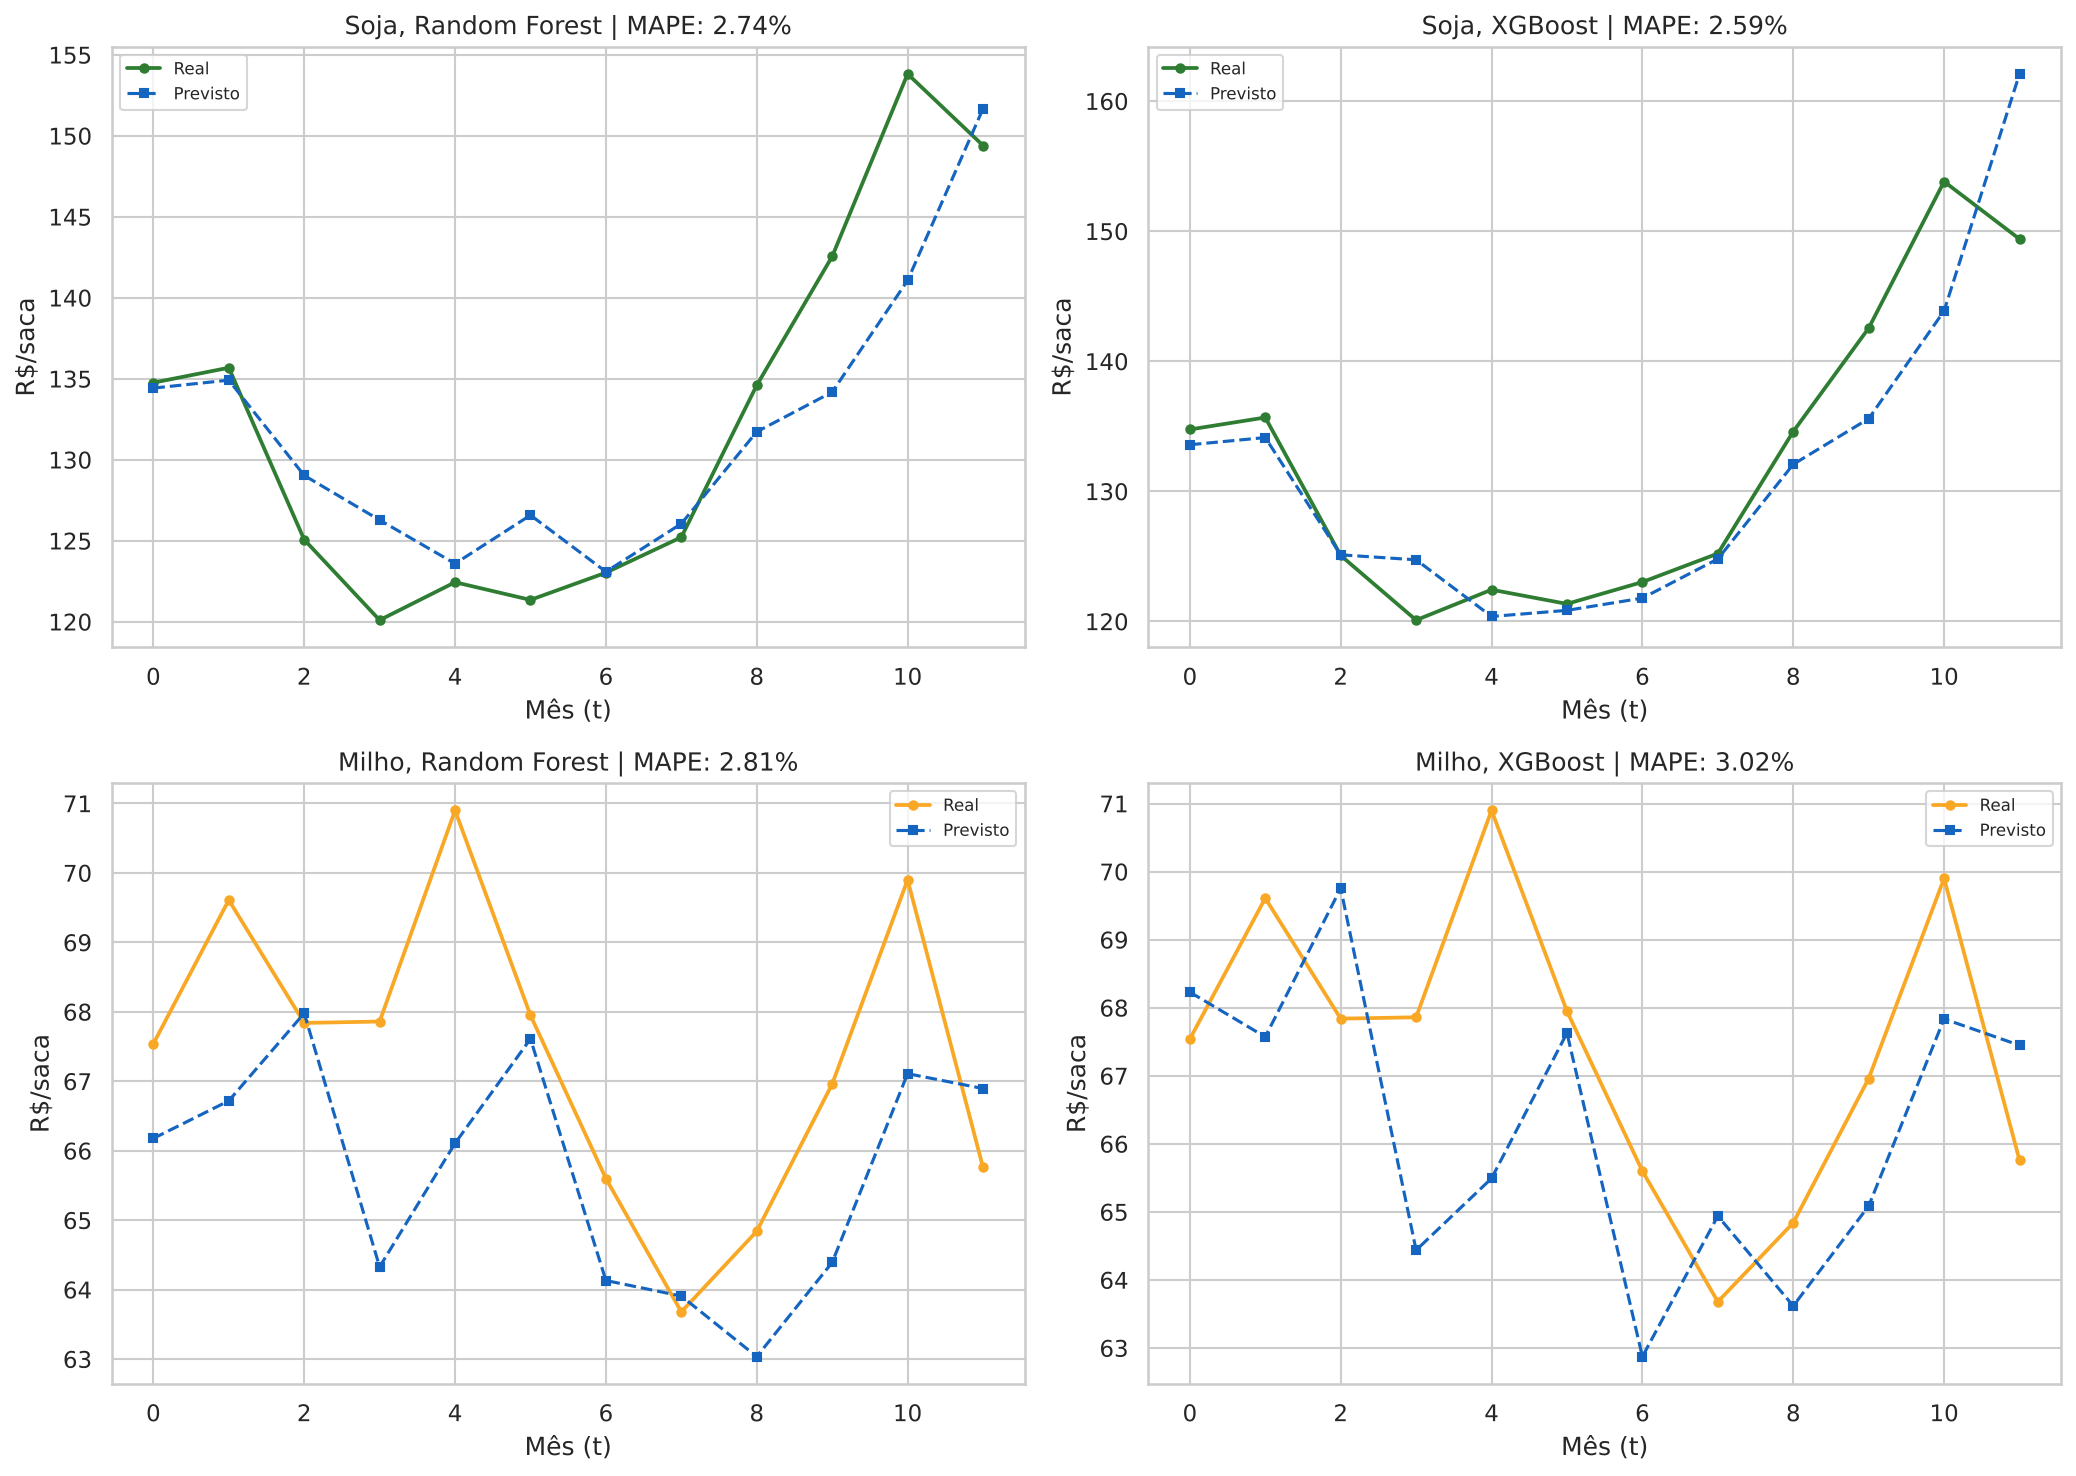 Soja, Random Forest | MAPE: 2.74%
Real
Previsto
155
150
145
140
135
130
125
120
R$/saca
0 2 4 6 8 10
Mês (t)
Soja, XGBoost | MAPE: 2.59%
Real
Previsto
160
150
140
130
120
R$/saca
0 2 4 6 8 10
Mês (t)
Milho, Random Forest | MAPE: 2.81%
Real
Previsto
71
70
69
68
67
66
65
64
63
R$/saca
0 2 4 6 8 10
Mês (t)
Milho, XGBoost | MAPE: 3.02%
Real
Previsto
71
70
69
68
67
66
65
64
63
R$/saca
0 2 4 6 8 10
Mês (t)